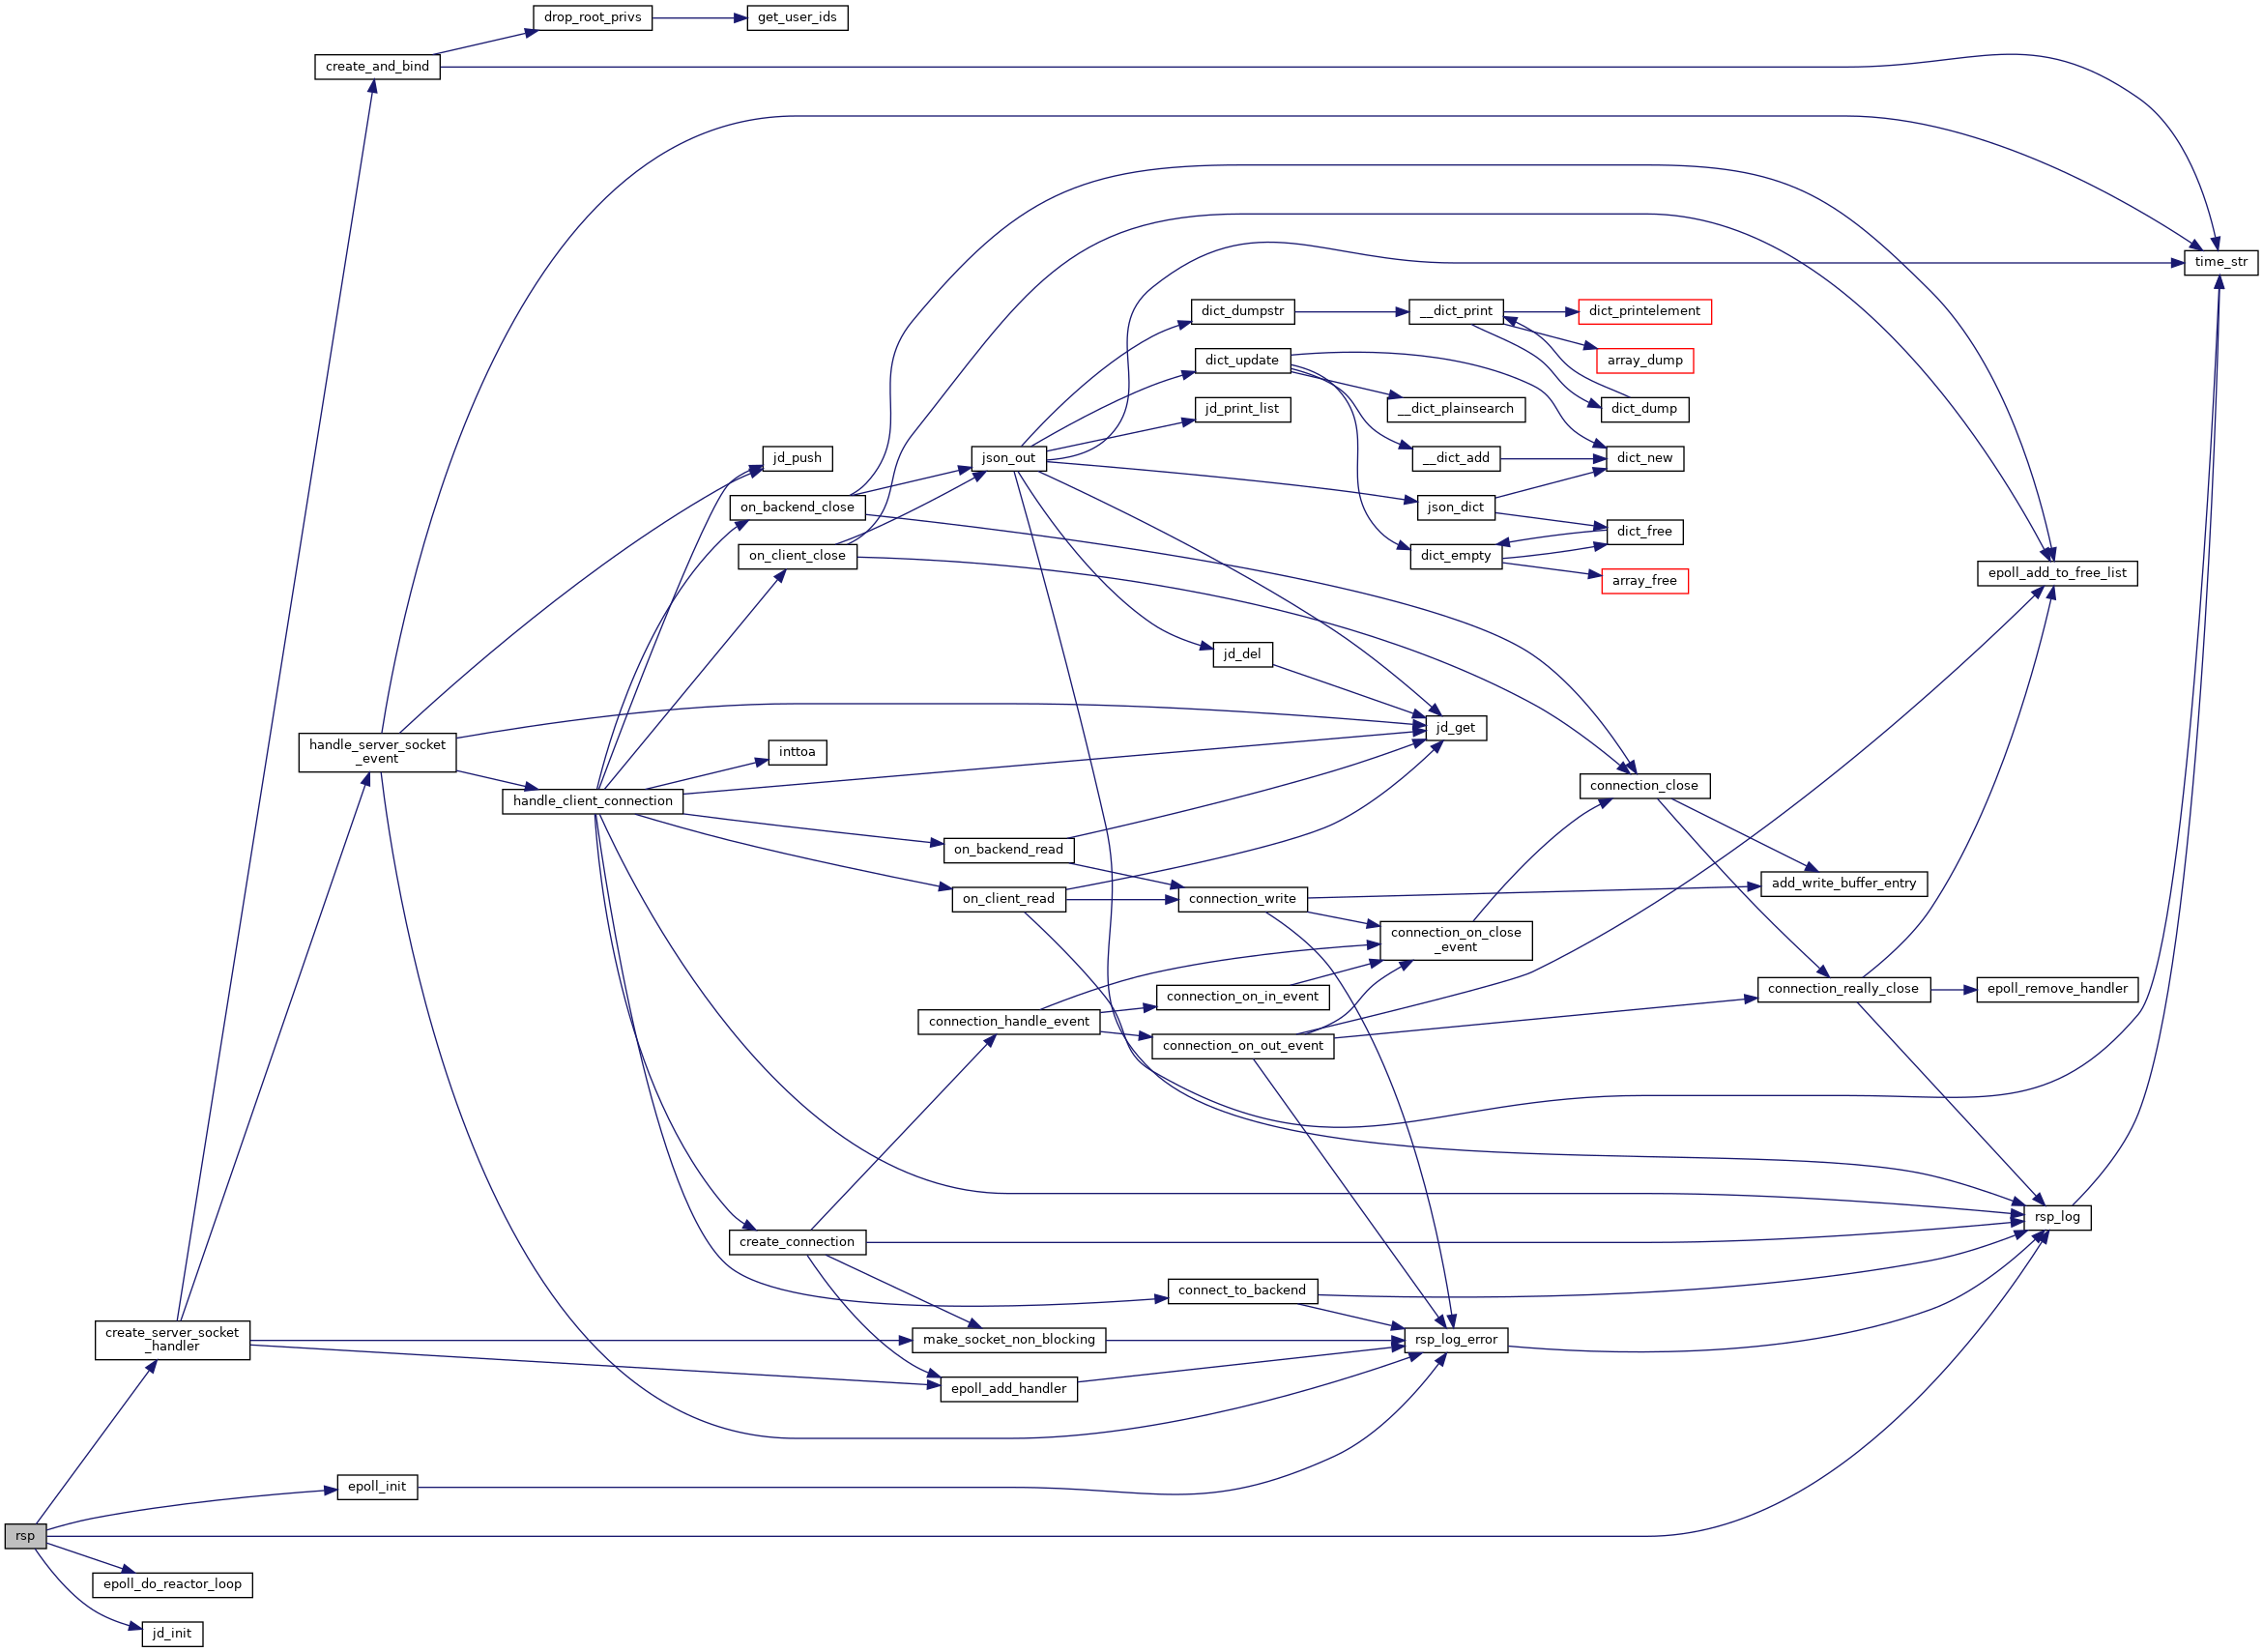 drop_root_privs
get_user_ids
create_and_bind
time_str
dict_dumpstr
__dict_print
dict_printelement
dict_update
array_dump
jd_print_list
__dict_plainsearch
dict_dump
jd_push
json_out
__dict_add
dict_new
on_backend_close
json_dict
dict_free
on_client_close
dict_empty
array_free
epoll_add_to_free_list
jd_del
jd_get
handle_server_socket
_event
inttoa
handle_client_connection
connection_close
on_backend_read
add_write_buffer_entry
on_client_read
connection_write
connection_on_close
_event
connection_really_close
epoll_remove_handler
connection_on_in_event
connection_handle_event
connection_on_out_event
rsp_log
create_connection
connect_to_backend
create_server_socket
_handler
make_socket_non_blocking
rsp_log_error
epoll_add_handler
epoll_init
rsp
epoll_do_reactor_loop
jd_init